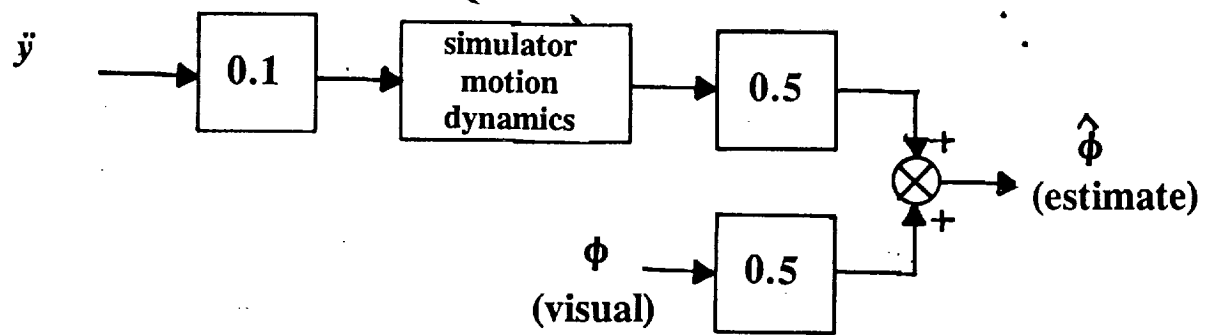 ÿ
0.1
simulator
motion
dynamics
0.5
+
ϕ̂
(estimate)
+
ϕ
(visual)
0.5